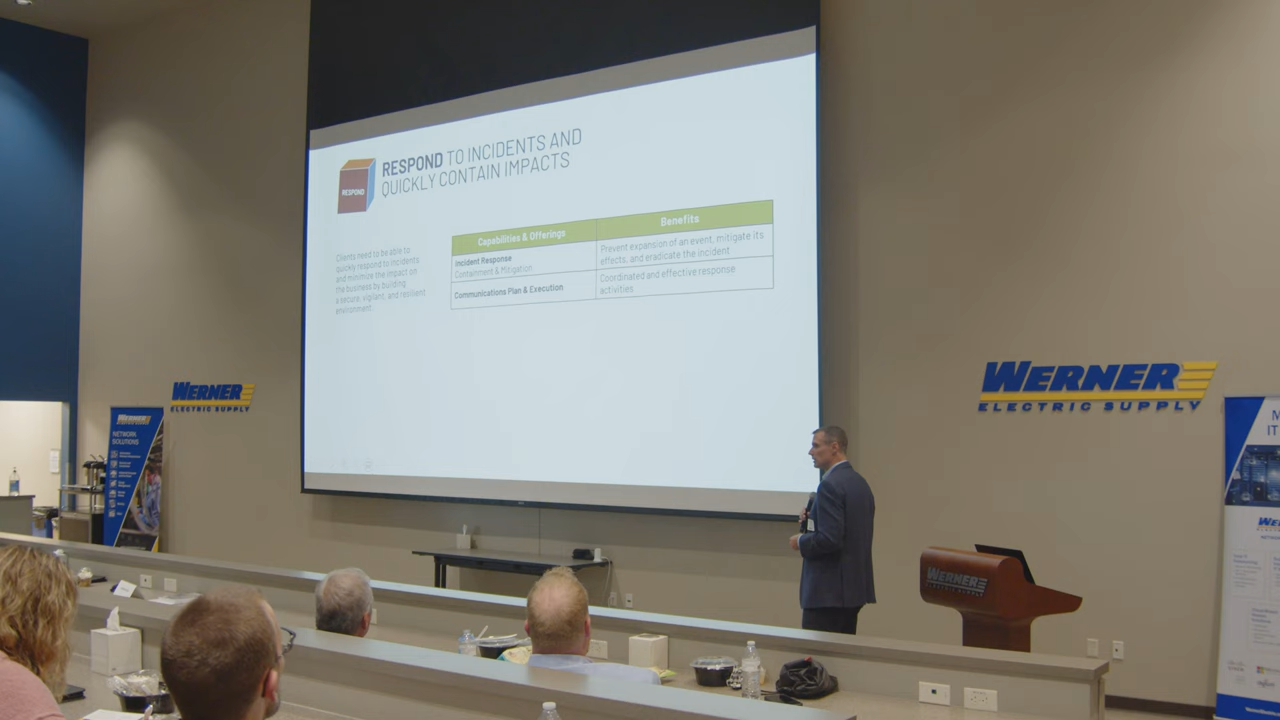 RESPOND TO INCIDENTS AND
QUICKLY CONTAIN IMPACTS
RESPOND
Clients need to be able to
quickly respond to incidents
and minimize the impact on
the business by building
a secure, vigilant, and resilient
environment.
Capabilities & Offerings
Benefits
Incident Response
Containment & Mitigation
Prevent expansion of an event, mitigate its
effects, and eradicate the incident
Communications Plan & Execution
Coordinated and effective response
activities
WERNER
ELECTRIC SUPPLY
WERNER
ELECTRIC SUPPLY
WERNER
NETWORK
SOLUTIONS
WERNER
ELECTRIC SUPPLY
IT